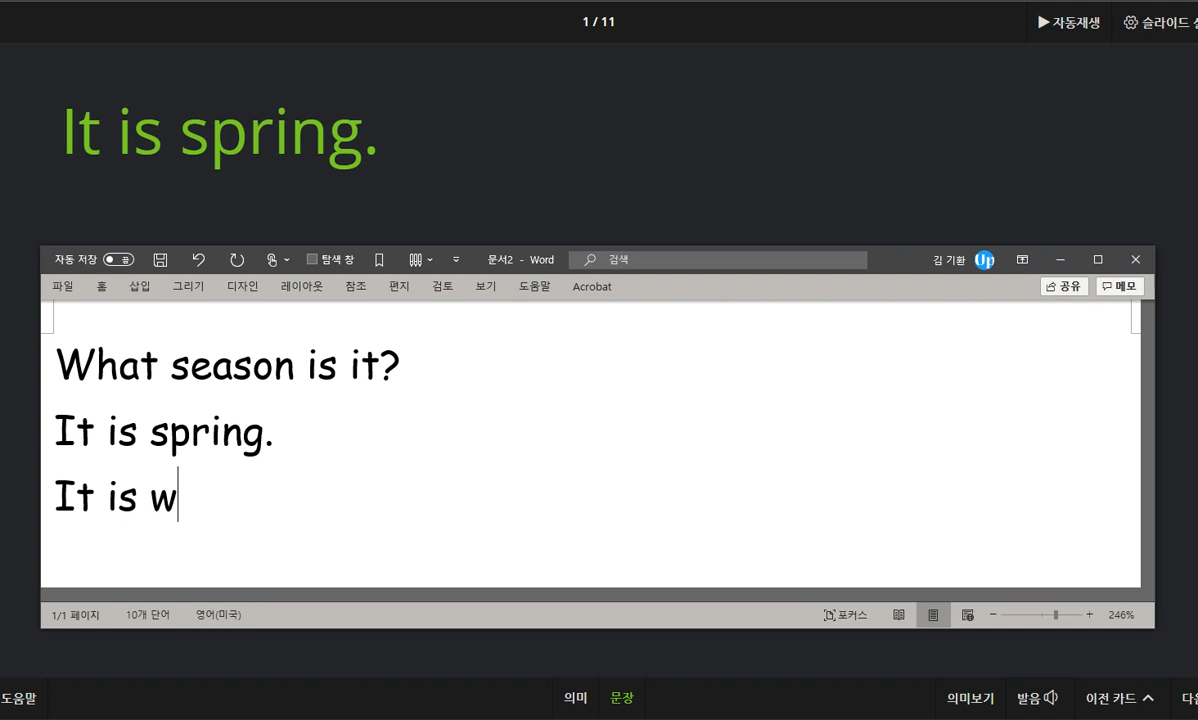 1 / 11
자동재생
슬라이드
It is spring.
자동 저장 끔
탐색 창
문서2 - Word
검색
김 기환
Up
파일 홈 삽입 그리기 디자인 레이아웃 참조 편지 검토 보기 도움말 Acrobat
공유 메모
What season is it?
It is spring.
It is w
1/1 페이지 10개 단어 영어(미국)
포커스
246%
도움말
의미 문장
의미보기 발음 이전 카드